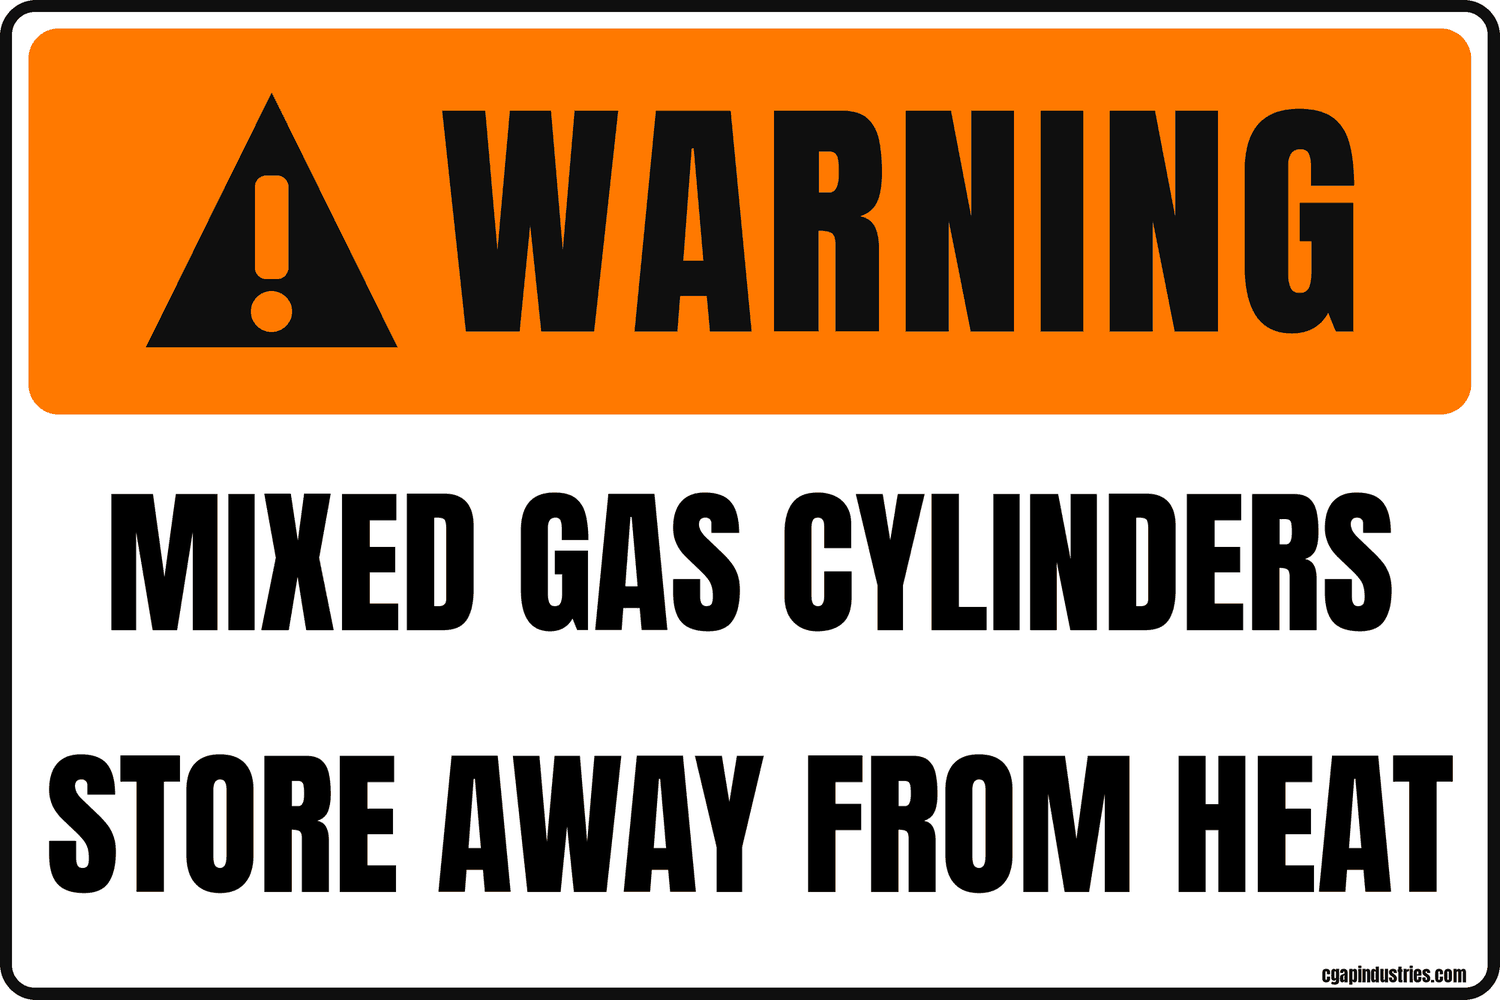 WARNING
MIXED GAS CYLINDERS
STORE AWAY FROM HEAT
cgapindustries.com